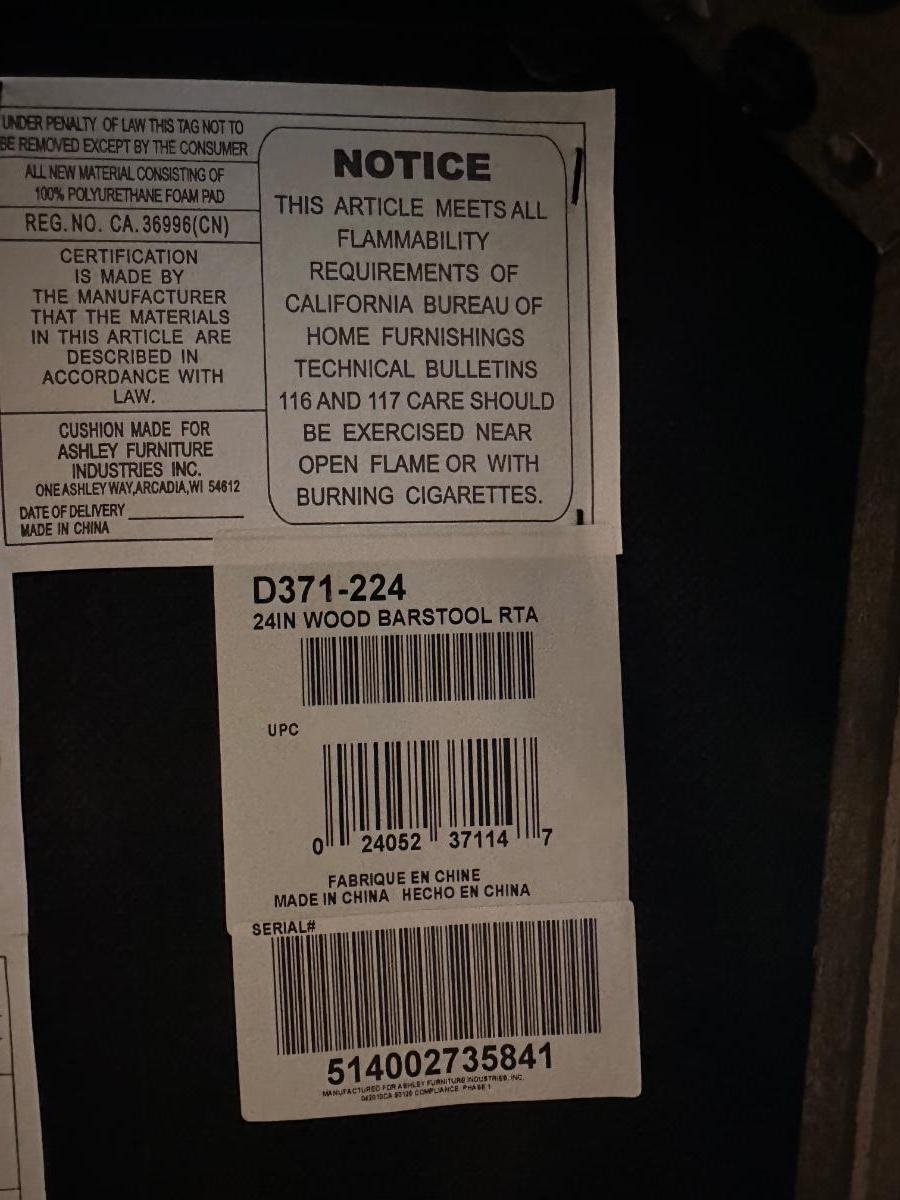 UNDER PENALTY OF LAW THIS TAG NOT TO
BE REMOVED EXCEPT BY THE CONSUMER
ALL NEW MATERIAL CONSISTING OF
100% POLYURETHANE FOAM PAD
REG. NO. CA. 36996(CN)
CERTIFICATION
IS MADE BY
THE MANUFACTURER
THAT THE MATERIALS
IN THIS ARTICLE ARE
DESCRIBED IN
ACCORDANCE WITH
LAW.
CUSHION MADE FOR
ASHLEY FURNITURE
INDUSTRIES INC.
ONE ASHLEY WAY, ARCADIA, WI 54612
DATE OF DELIVERY
MADE IN CHINA
NOTICE
THIS ARTICLE MEETS ALL
FLAMMABILITY
REQUIREMENTS OF
CALIFORNIA BUREAU OF
HOME FURNISHINGS
TECHNICAL BULLETINS
116 AND 117 CARE SHOULD
BE EXERCISED NEAR
OPEN FLAME OR WITH
BURNING CIGARETTES.
D371-224
24IN WOOD BARSTOOL RTA
UPC
0 24052 37114 7
FABRIQUE EN CHINE
MADE IN CHINA HECHO EN CHINA
SERIAL#
514002735841
MANUFACTURED FOR ASHLEY FURNITURE INDUSTRIES, INC.
COMPLIANCE, PHASE 1